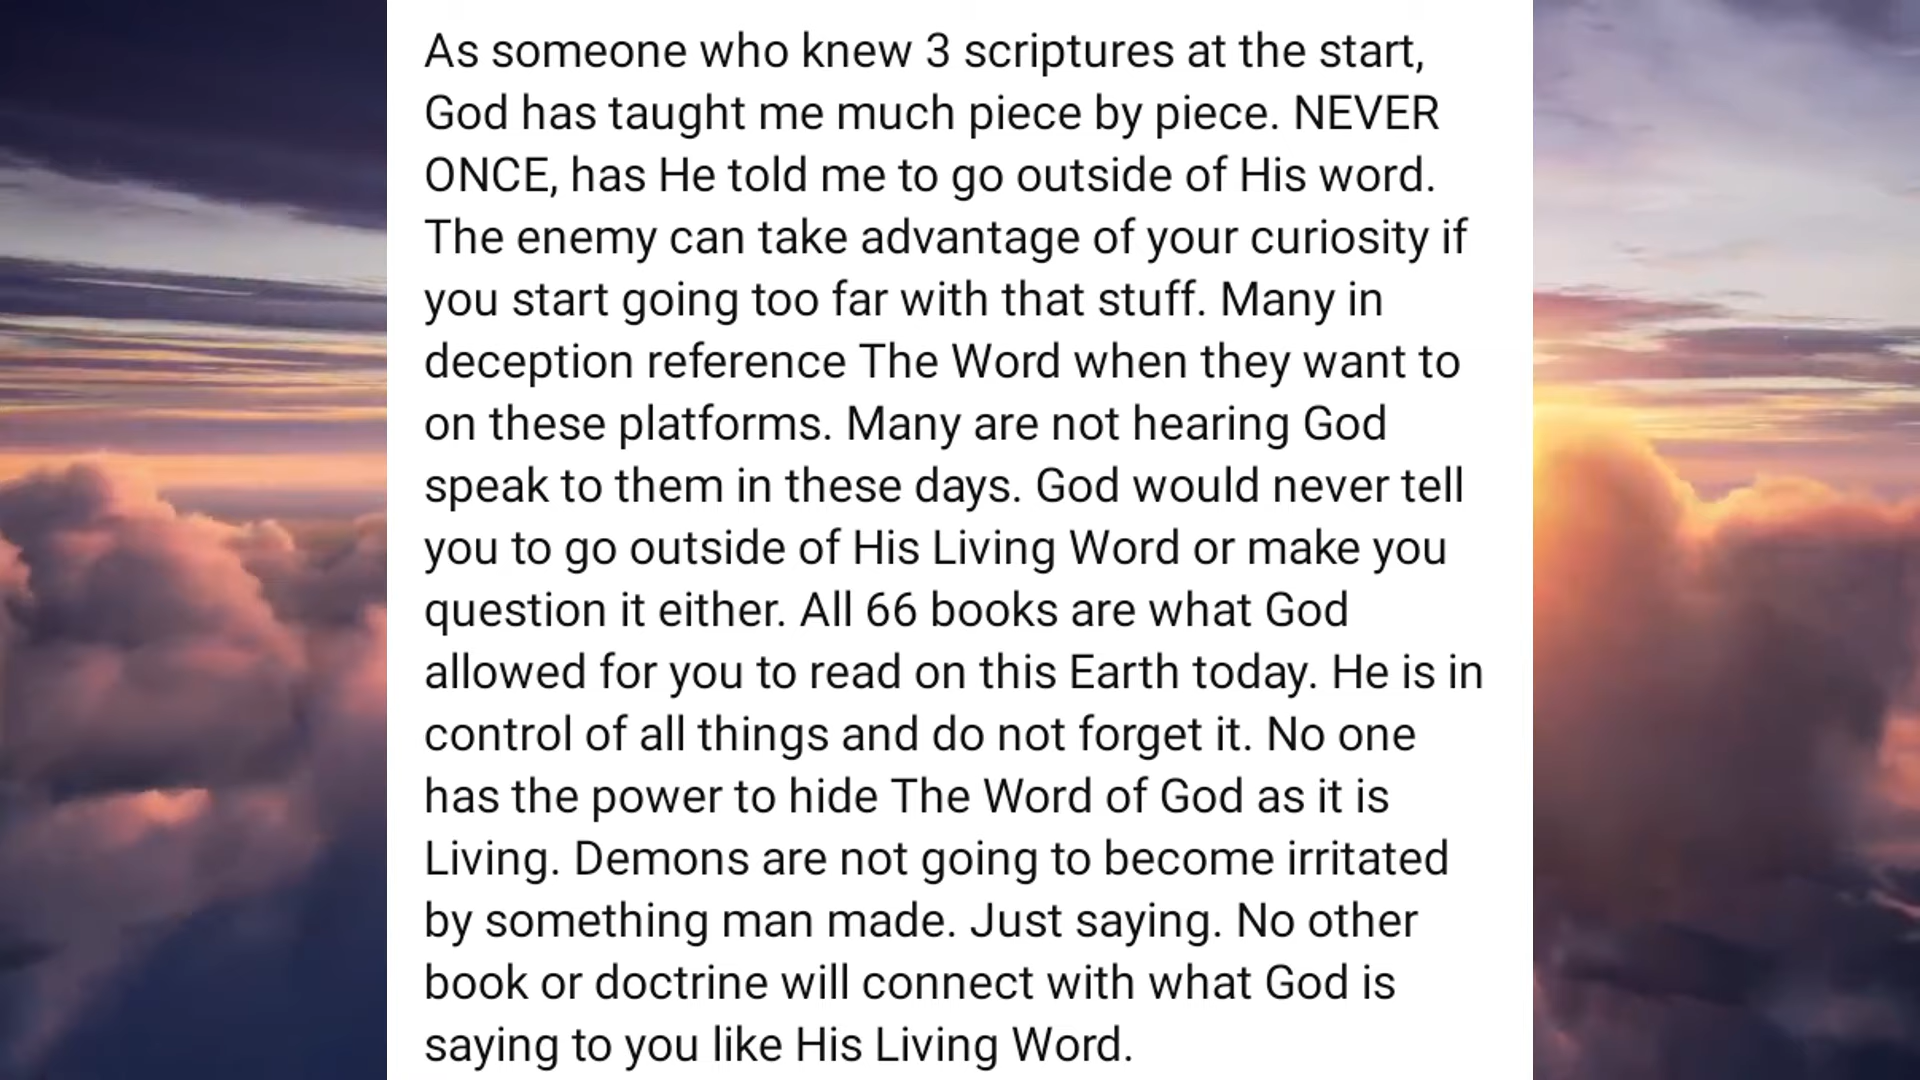 As someone who knew 3 scriptures at the start,
God has taught me much piece by piece. NEVER
ONCE, has He told me to go outside of His word.
The enemy can take advantage of your curiosity if
you start going too far with that stuff. Many in
deception reference The Word when they want to
on these platforms. Many are not hearing God
speak to them in these days. God would never tell
you to go outside of His Living Word or make you
question it either. All 66 books are what God
allowed for you to read on this Earth today. He is in
control of all things and do not forget it. No one
has the power to hide The Word of God as it is
Living. Demons are not going to become irritated
by something man made. Just saying. No other
book or doctrine will connect with what God is
saying to you like His Living Word.